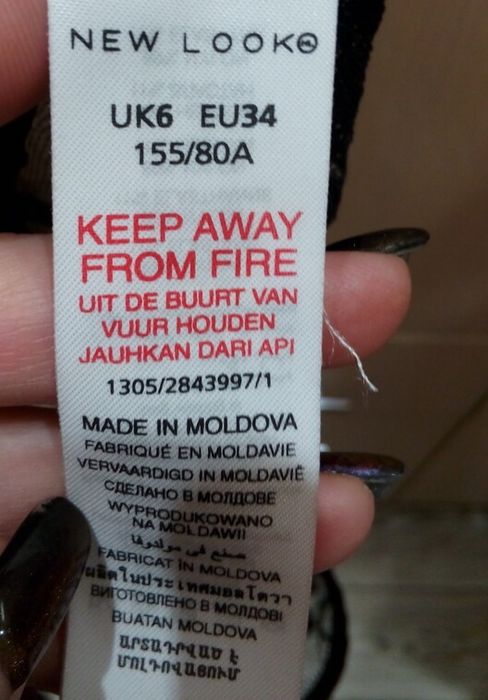 NEW LOOK
UK6 EU34
155/80A
KEEP AWAY
FROM FIRE
UIT DE BUURT VAN
VUUR HOUDEN
JAUHKAN DARI API
1305/2843997/1
MADE IN MOLDOVA
FABRIQUÉ EN MOLDAVIE
VERVAARDIGD IN MOLDAVIË
СДЕЛАНО В МОЛДОВЕ
WYPRODUKOWANO
NA MOLDAWII
صنع في مولدوفا
FABRICAT ÎN MOLDOVA
ผลิตในประเทศมอลโดวา
ВИГОТОВЛЕНО В МОЛДОВІ
BUATAN MOLDOVA
ԱՐՏԱԴՐՎԱԾ Է
ՄՈԼԴՈՎԱՅՈՒՄ